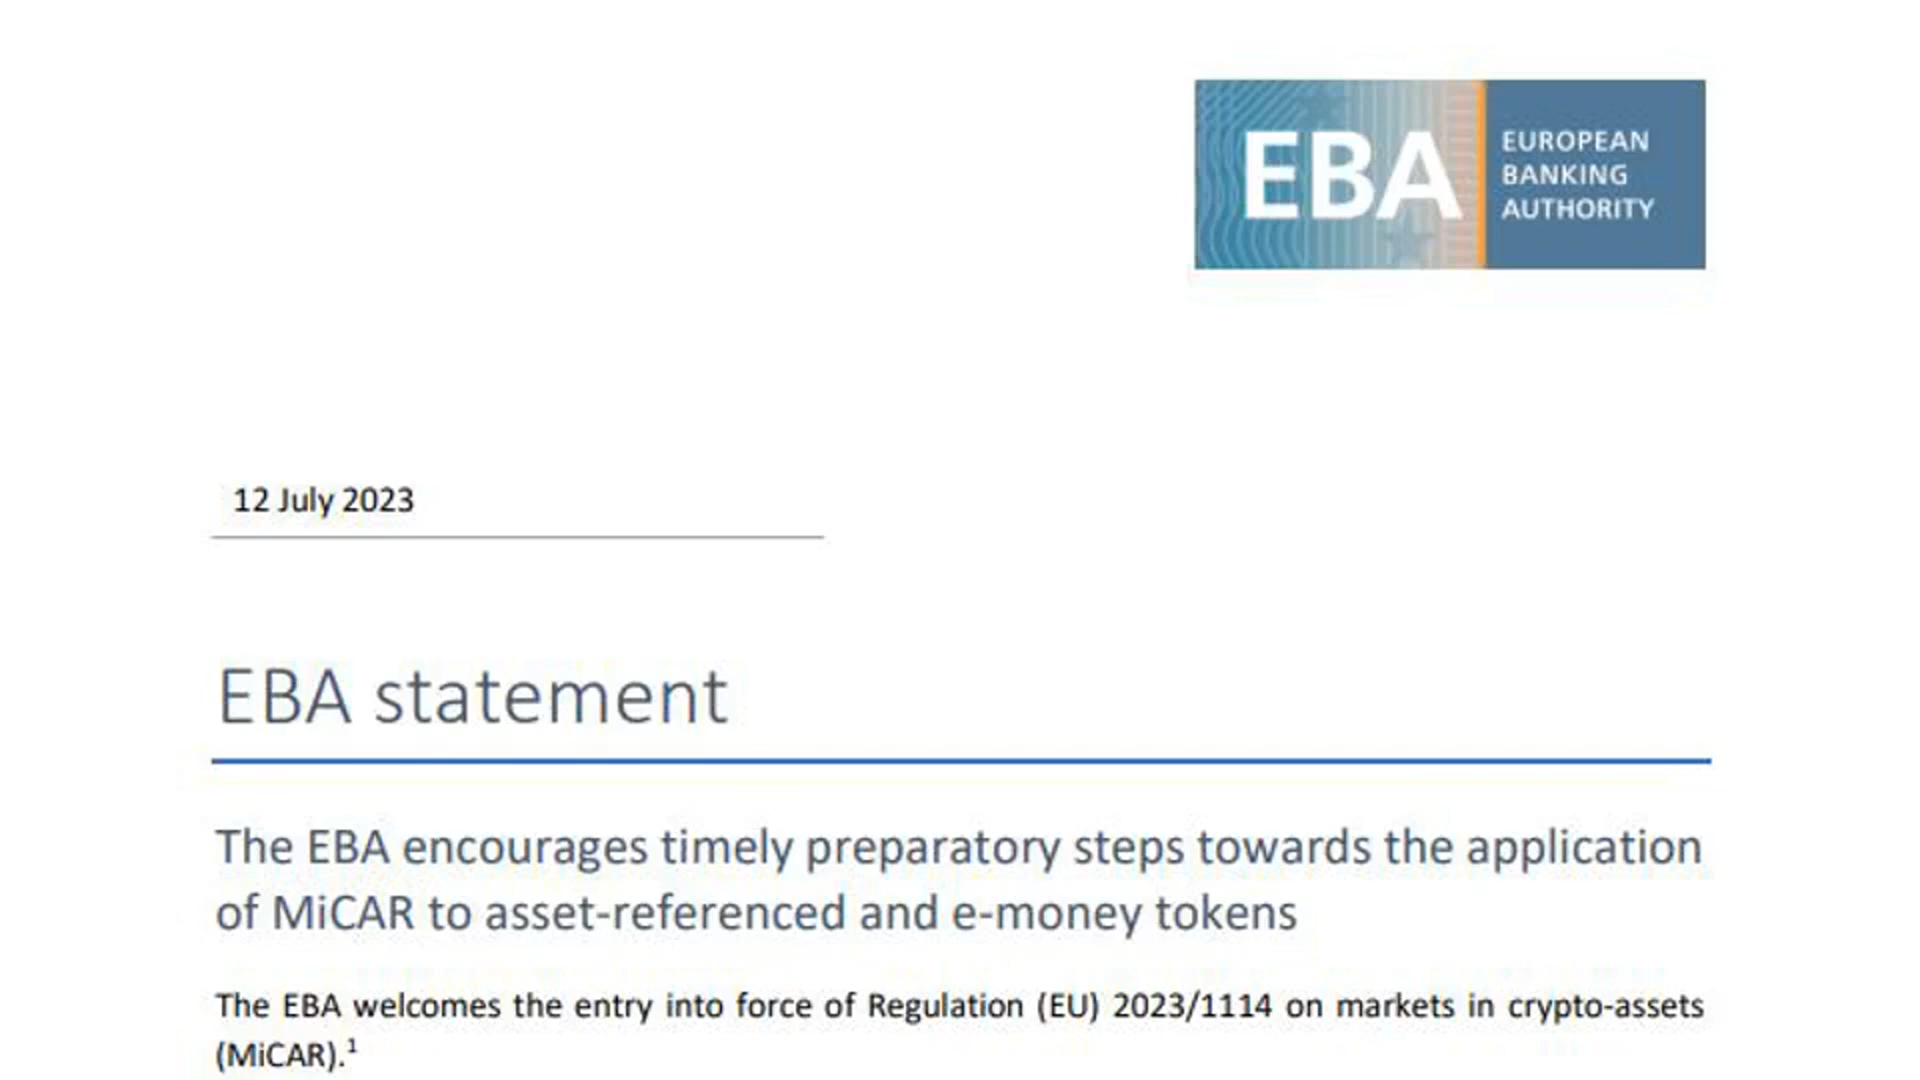 EBA
EUROPEAN
BANKING
AUTHORITY
12 July 2023
EBA statement
The EBA encourages timely preparatory steps towards the application
of MiCAR to asset-referenced and e-money tokens
The EBA welcomes the entry into force of Regulation (EU) 2023/1114 on markets in crypto-assets
(MiCAR).¹